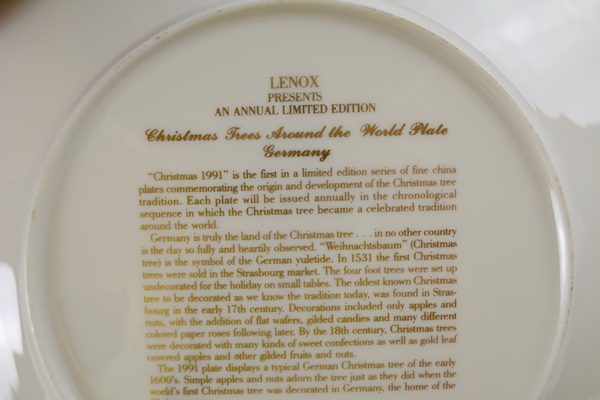 LENOX
PRESENTS
AN ANNUAL LIMITED EDITION
Christmas Trees Around the World Plate
Germany
"Christmas 1991" is the first in a limited edition series of fine china
plates commemorating the origin and development of the Christmas tree
tradition. Each plate will be issued annually in the chronological
sequence in which the Christmas tree became a celebrated tradition
around the world.
Germany is truly the land of the Christmas tree . . . in no other country
is the day so fully and heartily observed. "Weihnachtsbaum" (Christmas
tree) is the symbol of the German yuletide. In 1531 the first Christmas
trees were sold in the Strasbourg market. The four foot trees were set up
undecorated for the holiday on small tables. The oldest known Christmas
tree to be decorated as we know the tradition today, was found in Stras-
bourg in the early 17th century. Decorations included only apples and
nuts, with the addition of flat wafers, gilded candies and many different
colored paper roses following later. By the 18th century, Christmas trees
were decorated with many kinds of sweet confections as well as gold leaf
covered apples and other gilded fruits and nuts.
The 1991 plate displays a typical German Christmas tree of the early
1600's. Simple apples and nuts adorn the tree just as they did when the
world's first Christmas tree was decorated in Germany, the home of the